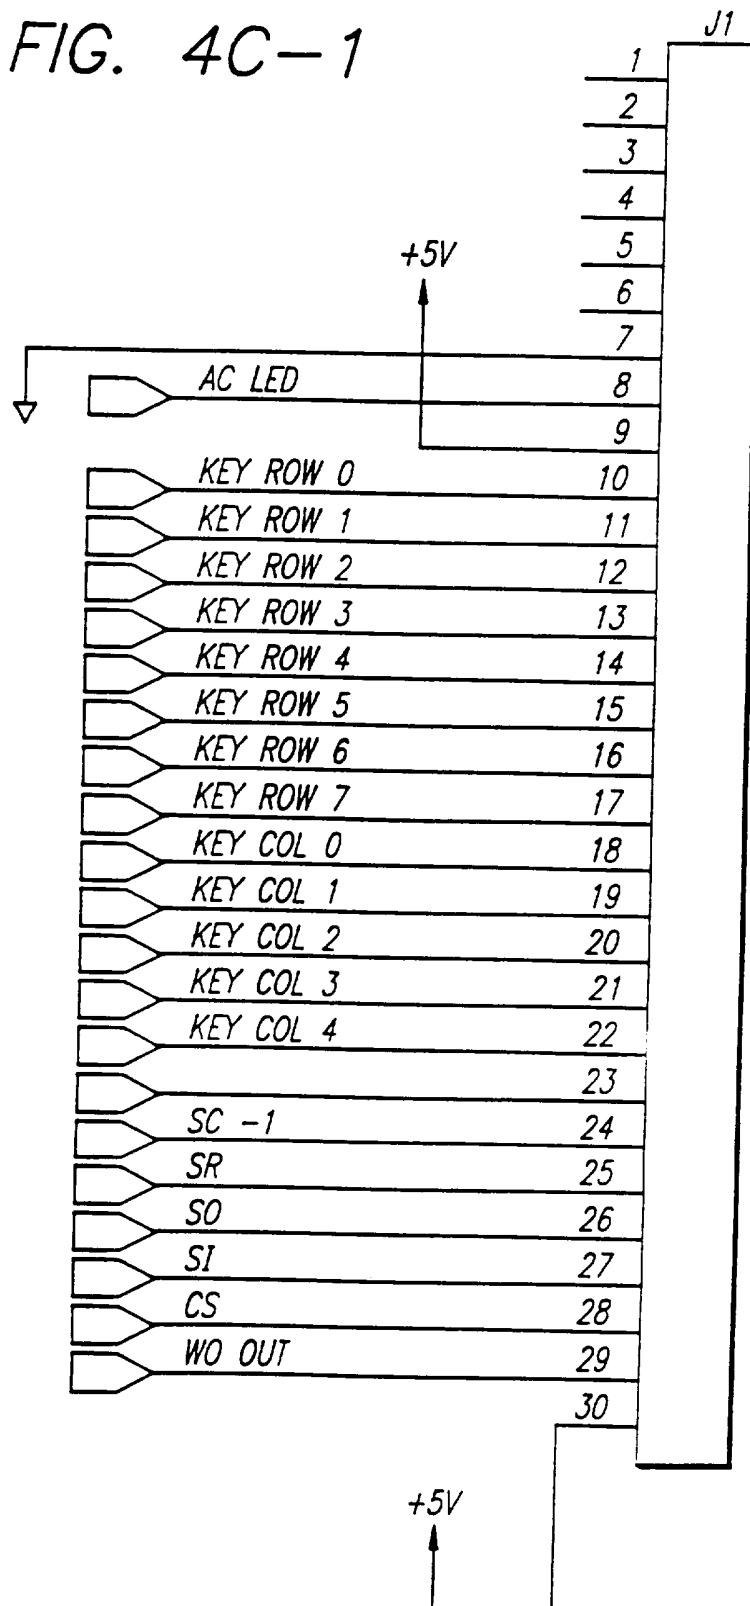 FIG. 4C-1
J1
1
2
3
4
5
+5V
6
7
AC LED 8
9
KEY ROW 0 10
KEY ROW 1 11
KEY ROW 2 12
KEY ROW 3 13
KEY ROW 4 14
KEY ROW 5 15
KEY ROW 6 16
KEY ROW 7 17
KEY COL 0 18
KEY COL 1 19
KEY COL 2 20
KEY COL 3 21
KEY COL 4 22
23
SC -1 24
SR 25
SO 26
SI 27
CS 28
WO OUT 29
30
+5V